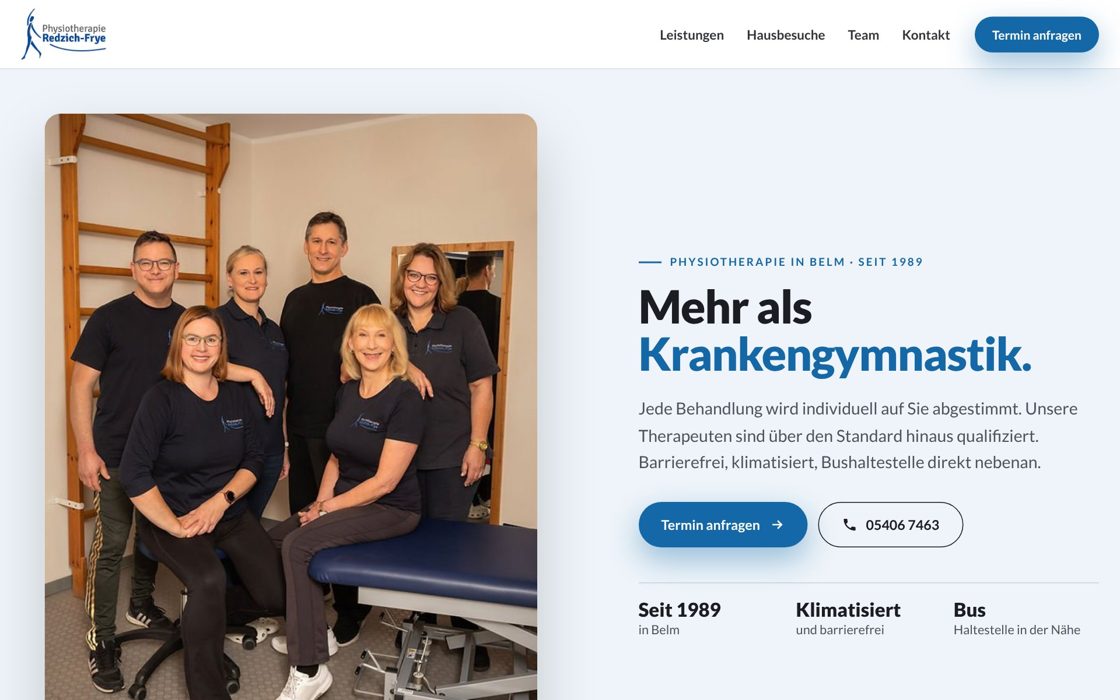 Physiotherapie
Redzich-Frye
Leistungen
Hausbesuche
Team
Kontakt
Termin anfragen
PHYSIOTHERAPIE IN BELM · SEIT 1989
Mehr als
Krankengymnastik.
Jede Behandlung wird individuell auf Sie abgestimmt. Unsere
Therapeuten sind über den Standard hinaus qualifiziert.
Barrierefrei, klimatisiert, Bushaltestelle direkt nebenan.
Termin anfragen
05406 7463
Seit 1989
in Belm
Klimatisiert
und barrierefrei
Bus
Haltestelle in der Nähe